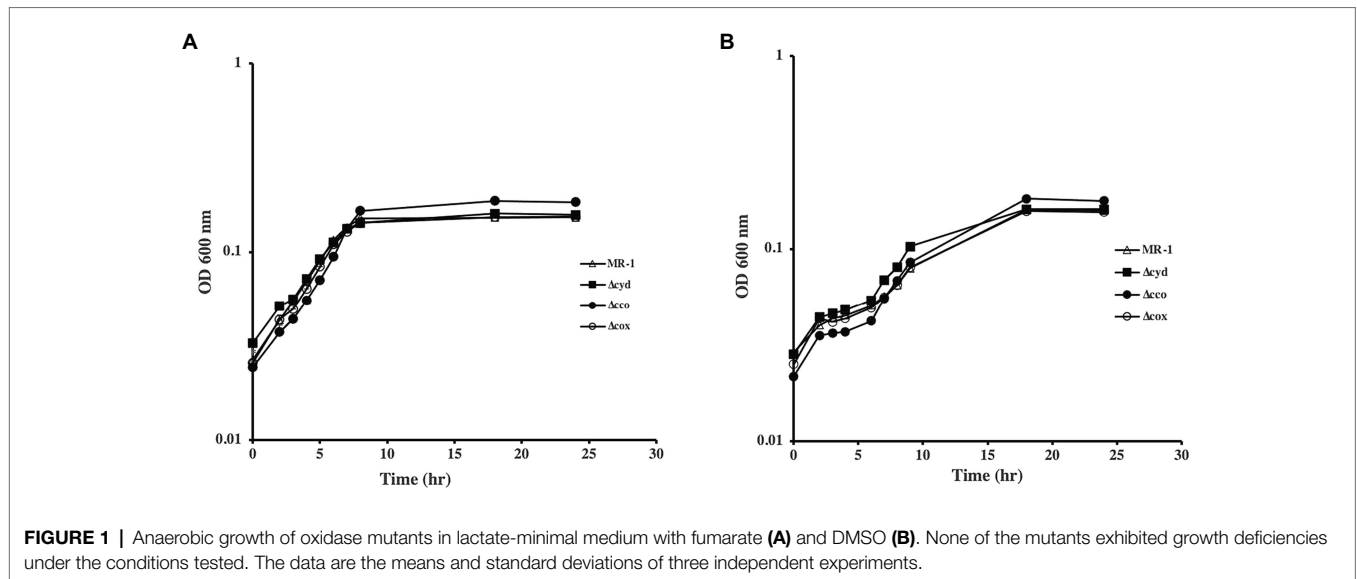 A
1
0.1
0.01
OD 600 nm
0 5 10 15 20 25 30
Time (hr)
MR-1
Δcyd
Δcco
Δcox
B
1
0.1
0.01
OD 600 nm
0 5 10 15 20 25 30
Time (hr)
MR-1
Δcyd
Δcco
Δcox
FIGURE 1 | Anaerobic growth of oxidase mutants in lactate-minimal medium with fumarate (A) and DMSO (B). None of the mutants exhibited growth deficiencies
under the conditions tested. The data are the means and standard deviations of three independent experiments.